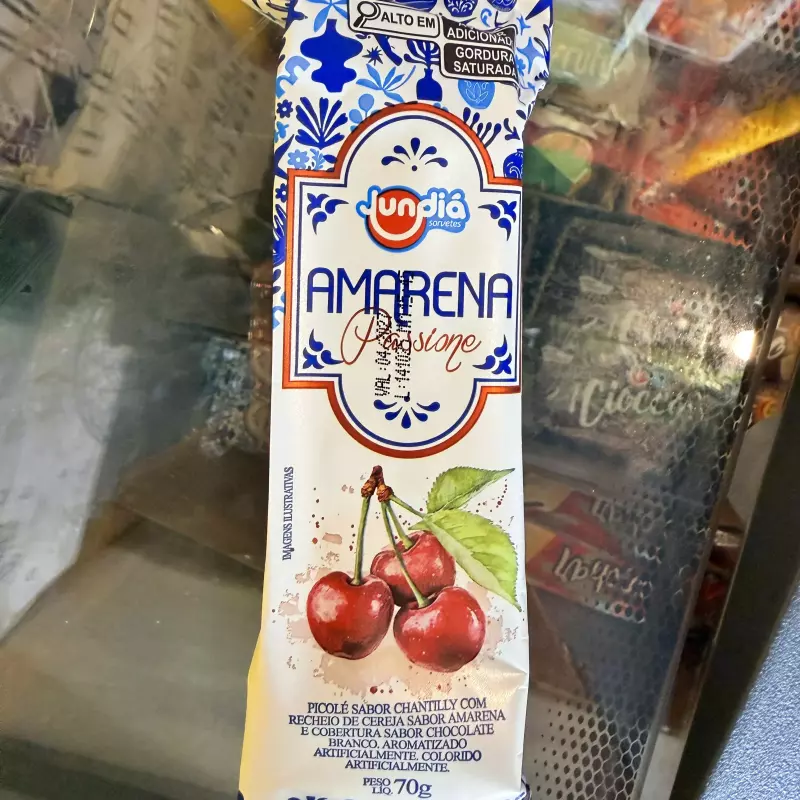 ALTO EM
GORDURA
SATURADA
Jundiá
sorvetes
AMARENA
Passione
IMAGENS ILUSTRATIVAS
PICOLÉ SABOR CHANTILLY COM
RECHEIO DE CEREJA SABOR AMARENA
E COBERTURA SABOR CHOCOLATE
BRANCO. AROMATIZADO
ARTIFICIALMENTE. COLORIDO
ARTIFICIALMENTE.
PESO
LÍQ. 70g